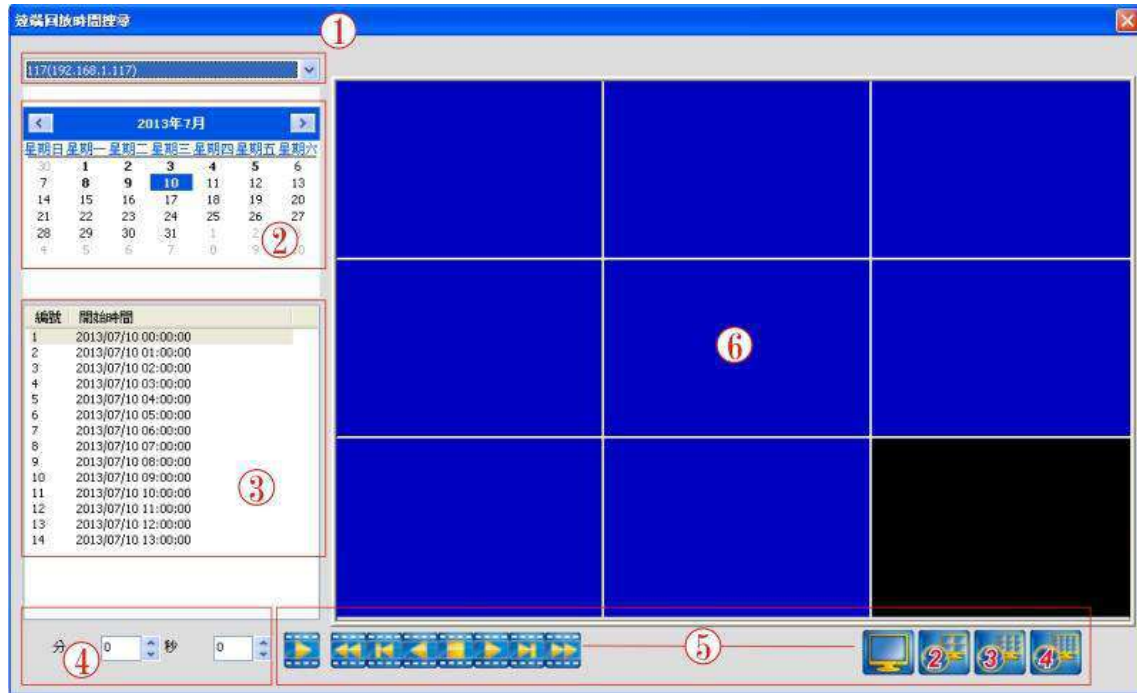 遠端回放時間搜尋
①
117(192.168.1.117)
2013年7月
星期日 星期一 星期二 星期三 星期四 星期五 星期六
30 1 2 3 4 5 6
7 8 9 10 11 12 13
14 15 16 17 18 19 20
21 22 23 24 25 26 27
28 29 30 31 1 2
4 5 6 7 8 9
②
編號 開始時間
1 2013/07/10 00:00:00
2 2013/07/10 01:00:00
3 2013/07/10 02:00:00
4 2013/07/10 03:00:00
5 2013/07/10 04:00:00
6 2013/07/10 05:00:00
7 2013/07/10 06:00:00
8 2013/07/10 07:00:00
9 2013/07/10 08:00:00
10 2013/07/10 09:00:00
11 2013/07/10 10:00:00
12 2013/07/10 11:00:00
13 2013/07/10 12:00:00
14 2013/07/10 13:00:00
③
⑥
分 0 秒 0
④
⑤
2 3 4